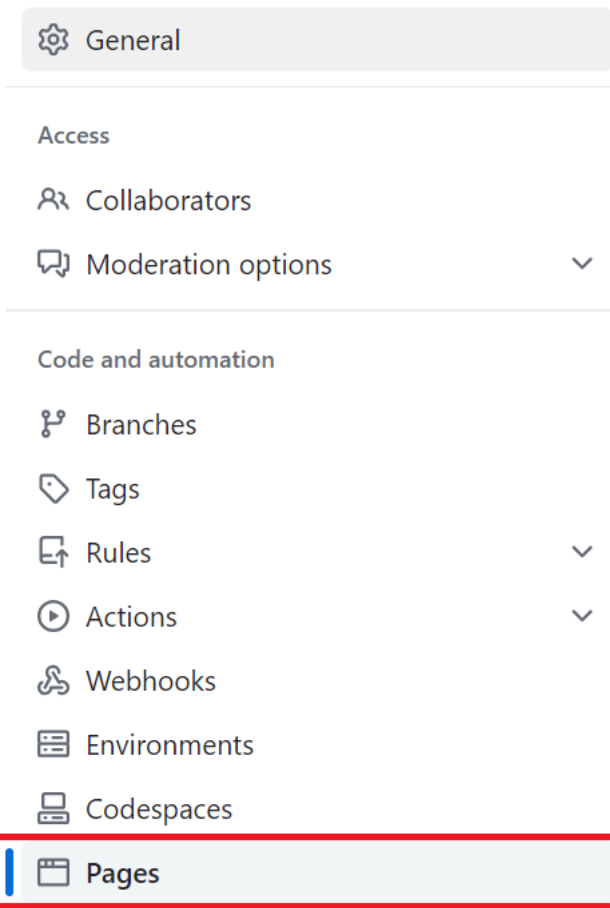 General
Access
Collaborators
Moderation options
Code and automation
Branches
Tags
Rules
Actions
Webhooks
Environments
Codespaces
Pages